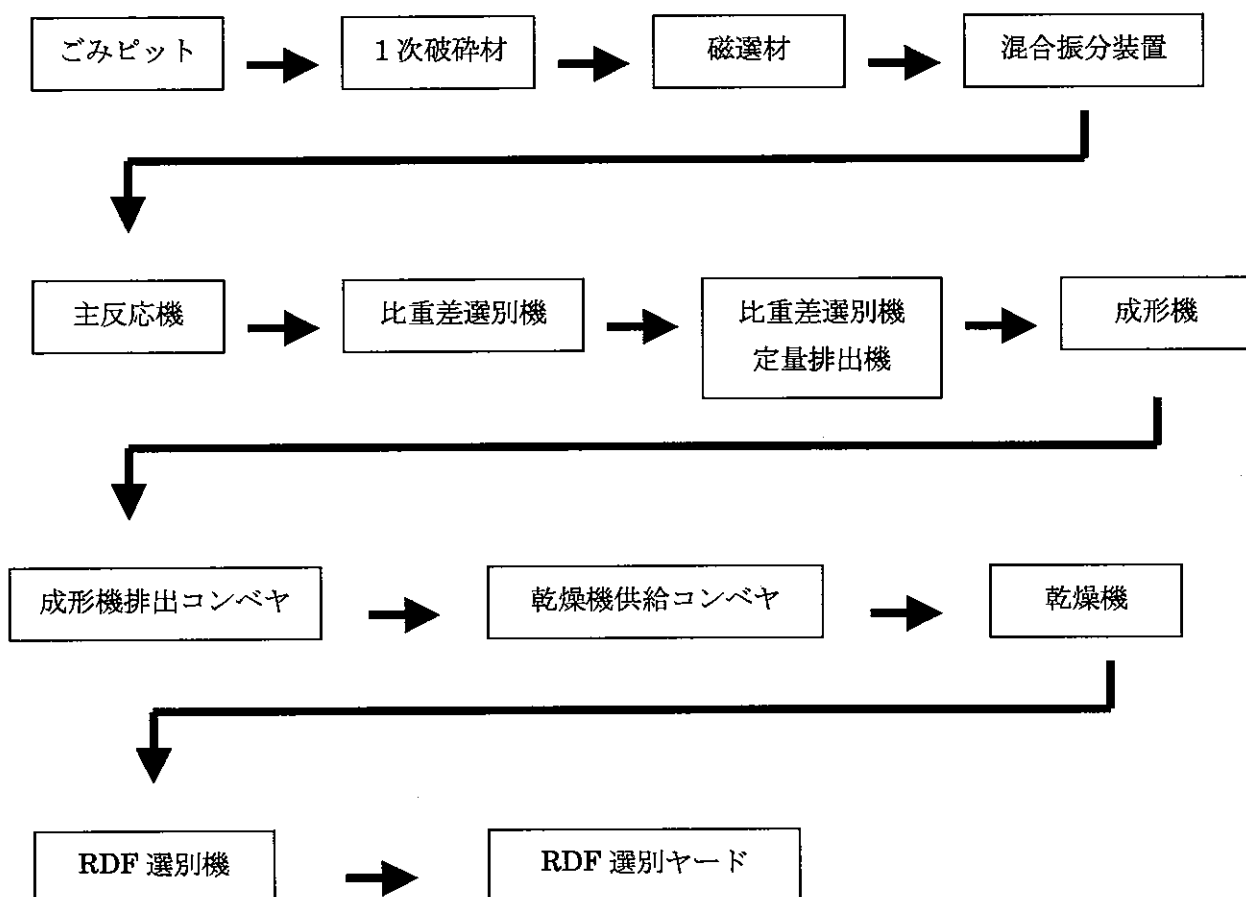 ごみピット
1次破砕材
磁選材
混合振分装置
主反応機
比重差選別機
比重差選別機
定量排出機
成形機
成形機排出コンベヤ
乾燥機供給コンベヤ
乾燥機
RDF 選別機
RDF 選別ヤード